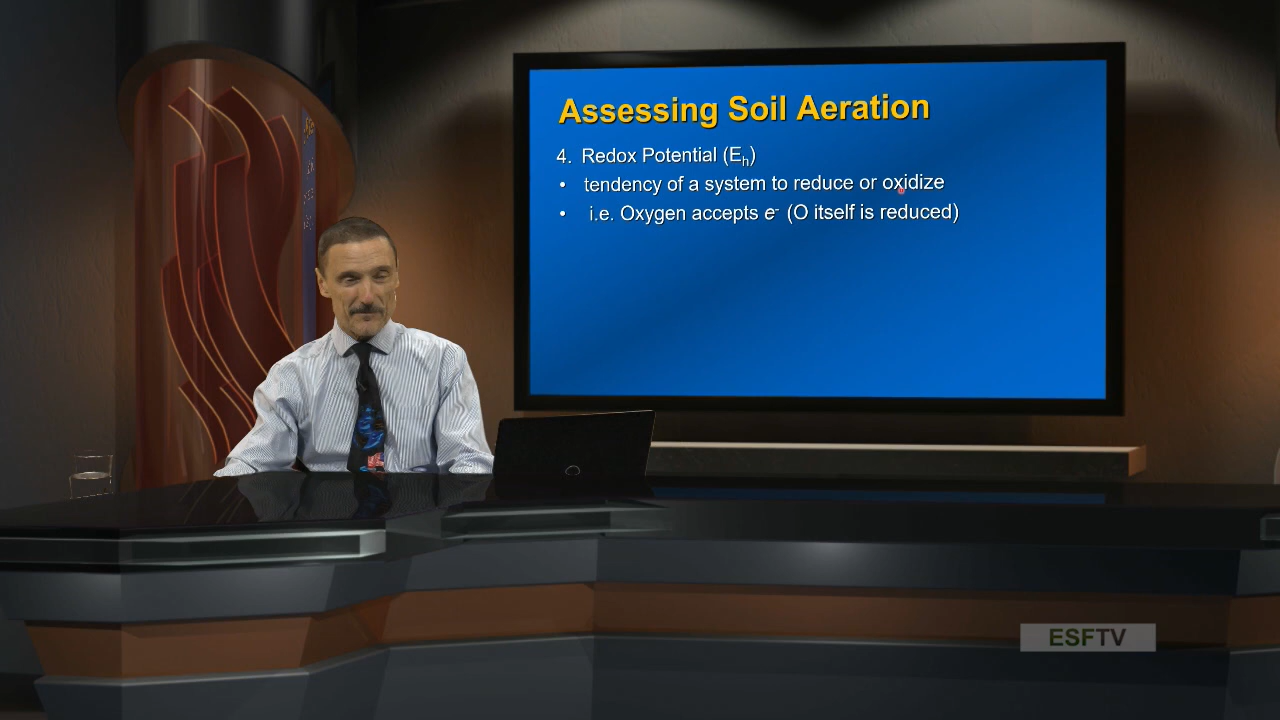 Assessing Soil Aeration
4. Redox Potential (Eh)
• tendency of a system to reduce or oxidize
• i.e. Oxygen accepts e- (O itself is reduced)
ESFTV